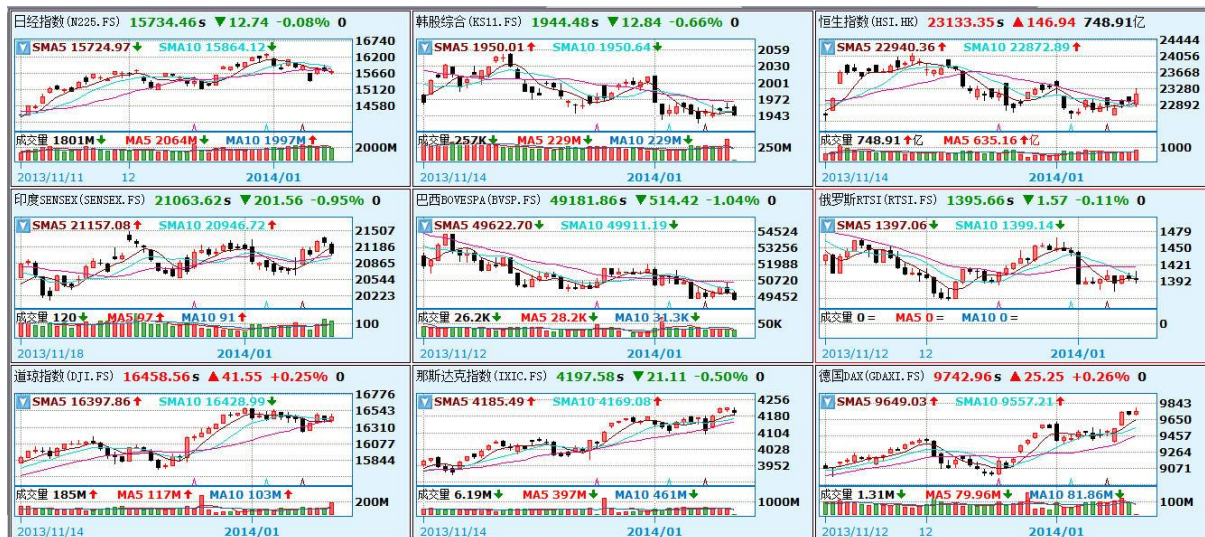 日经指数(N225.FS) 15734.46s ▼12.74 -0.08% 0
SMA5 15724.97↓ SMA10 15864.12↓
16740
16200
15660
15120
14580
成交量 1801M↓ MA5 2064M↓ MA10 1997M↑
2000M
2013/11/11 12 2014/01
韩股综合(KS11.FS) 1944.48s ▼12.84 -0.66% 0
SMA5 1950.01↑ SMA10 1950.64↓
2059
2030
2001
1972
1943
成交量 257K↓ MA5 229M↓ MA10 229M↓
250M
2013/11/14 2014/01
恒生指数(HSI.HK) 23133.35s ▲146.94 748.91亿
SMA5 22940.36↑ SMA10 22872.89↑
24444
24056
23668
23280
22892
成交量 748.91↑亿 MA5 635.16↑亿
1000
2013/11/14 2014/01
印度SENSEX(SENSEX.FS) 21063.62s ▼201.56 -0.95% 0
SMA5 21157.08↑ SMA10 20946.72↑
21507
21186
20865
20544
20223
成交量 120↓ MA5 97↑ MA10 91↑
100
2013/11/18 2014/01
巴西BOVESPA(BVSP.FS) 49181.86s ▼514.42 -1.04% 0
SMA5 49622.70↓ SMA10 49911.19↓
54524
53256
51988
50720
49452
成交量 26.2K↓ MA5 28.2K↓ MA10 31.3K↓
50K
2013/11/12 2014/01
俄罗斯RTSI(RTSI.FS) 1395.66s ▼1.57 -0.11% 0
SMA5 1397.06↓ SMA10 1399.14↓
1479
1450
1421
1392
成交量 0= MA5 0= MA10 0=
0
2013/11/12 12 2014/01
道琼指数(DJI.FS) 16458.56s ▲41.55 +0.25% 0
SMA5 16397.86↑ SMA10 16428.99↓
16776
16543
16310
16077
15844
成交量 185M↑ MA5 117M↑ MA10 103M↑
200M
2013/11/14 2014/01
那斯达克指数(IXIC.FS) 4197.58s ▼21.11 -0.50% 0
SMA5 4185.49↑ SMA10 4169.08↑
4256
4180
4104
4028
3952
成交量 6.19M↓ MA5 397M↓ MA10 461M↓
1000M
2013/11/14 2014/01
德国DAX(GDAXI.FS) 9742.96s ▲25.25 +0.26% 0
SMA5 9649.03↑ SMA10 9557.21↑
9843
9650
9457
9264
9071
成交量 1.31M↓ MA5 79.96M↓ MA10 81.86M↓
100M
2013/11/12 12 2014/01